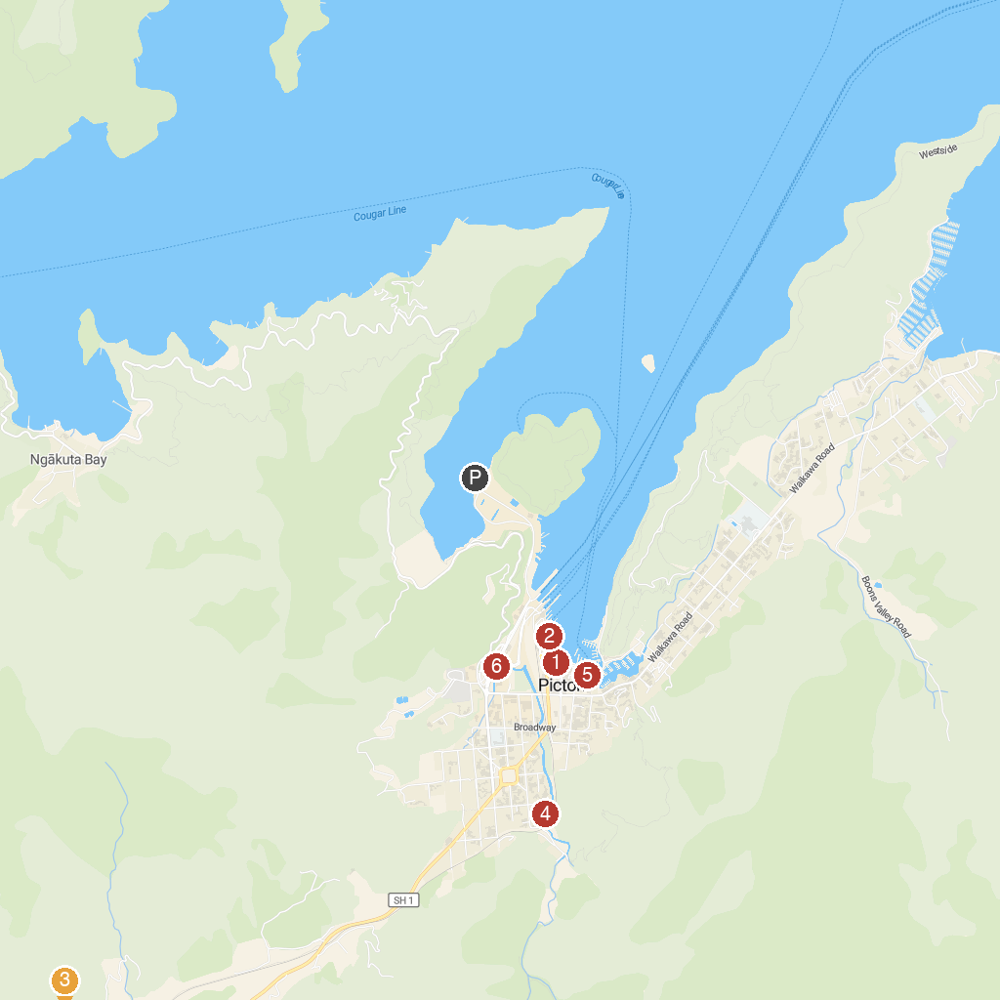 Westside
Cougar Line
Cougar Line
Ngākuta Bay
Waikawa Road
P
Boons Valley Road
Waikawa Road
2
1
6
5
Picton
Broadway
4
SH 1
3